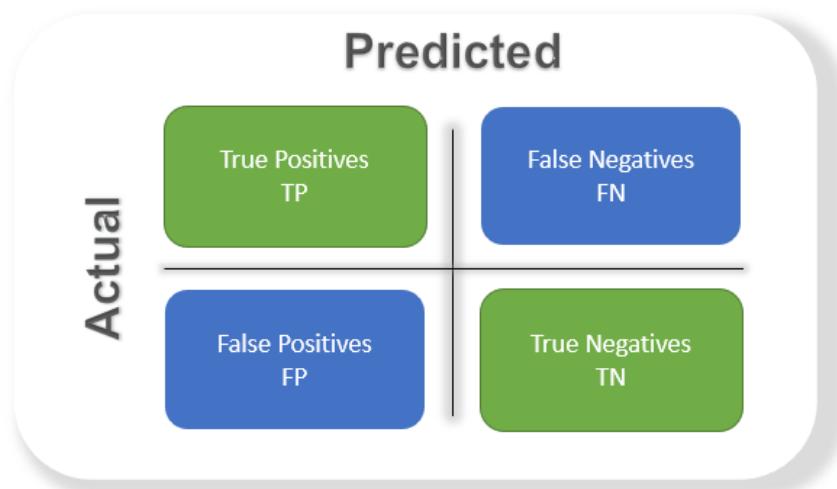 Predicted
Actual
True Positives
TP
False Negatives
FN
False Positives
FP
True Negatives
TN